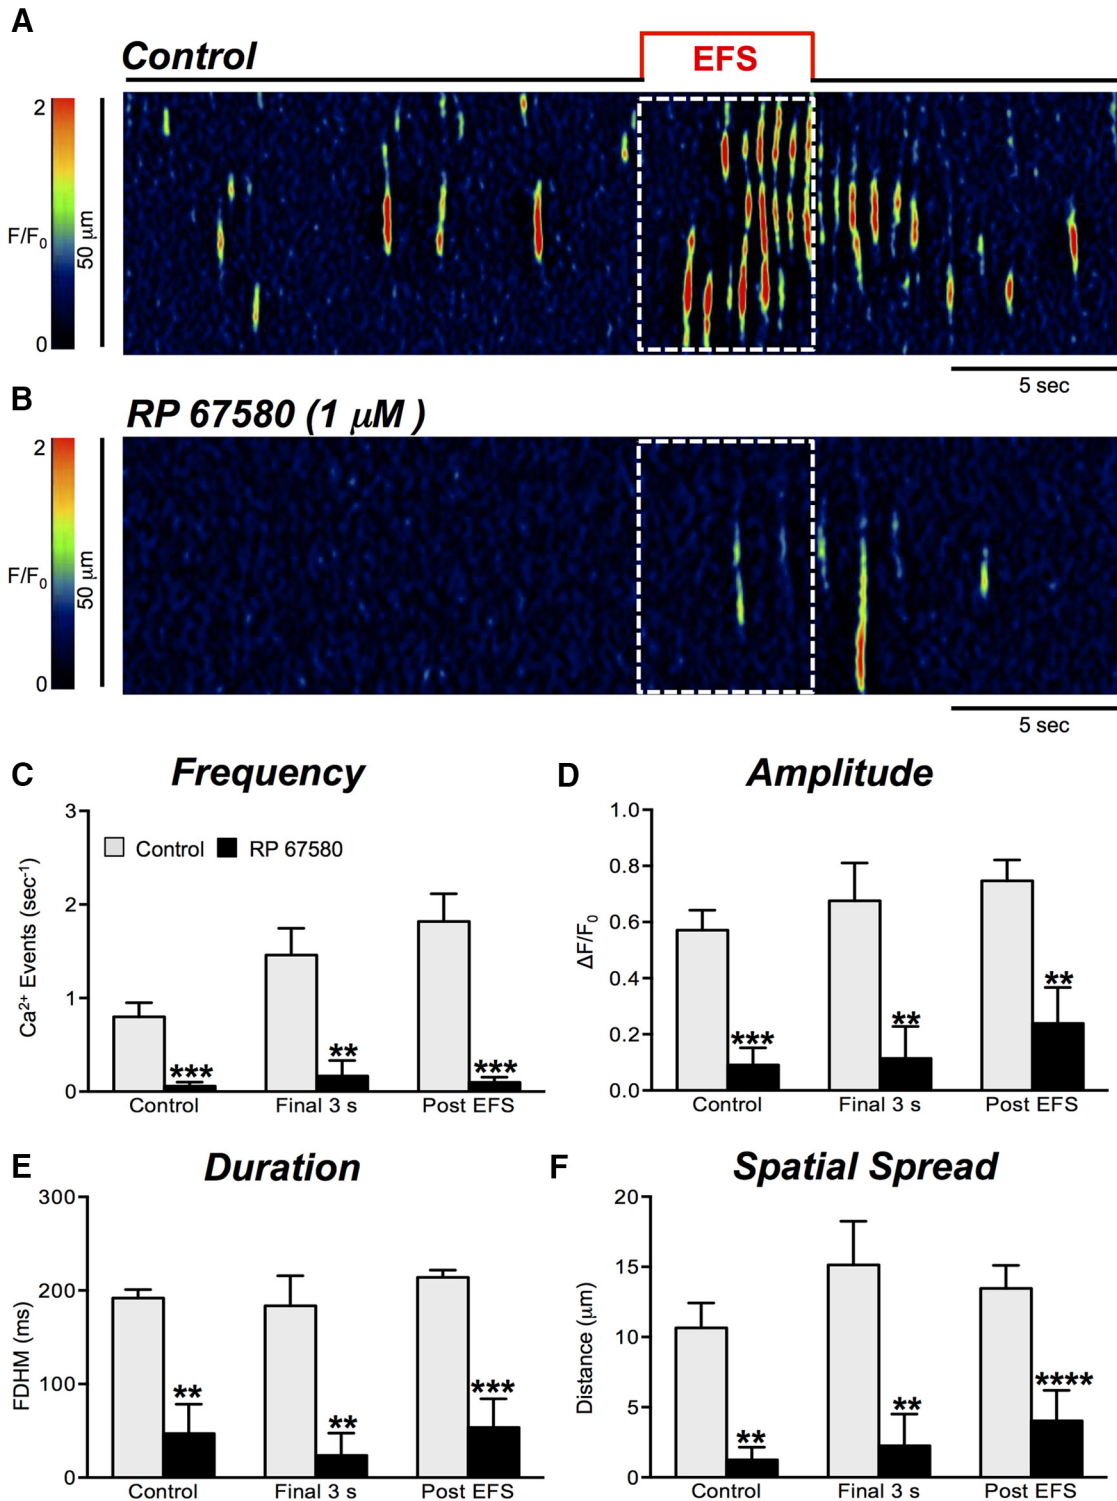 A
Control
EFS
2
F/F0
50 µm
0
5 sec
B
RP 67580 (1 µM )
2
F/F0
50 µm
0
5 sec
C
Frequency
3
2
1
0
Ca2+ Events (sec-1)
Control
RP 67580
***
**
***
Control
Final 3 s
Post EFS
D
Amplitude
1.0
0.8
0.6
0.4
0.2
0.0
ΔF/F0
***
**
**
Control
Final 3 s
Post EFS
E
Duration
300
200
100
0
FDHM (ms)
**
**
***
Control
Final 3 s
Post EFS
F
Spatial Spread
20
15
10
5
0
Distance (µm)
**
**
****
Control
Final 3 s
Post EFS